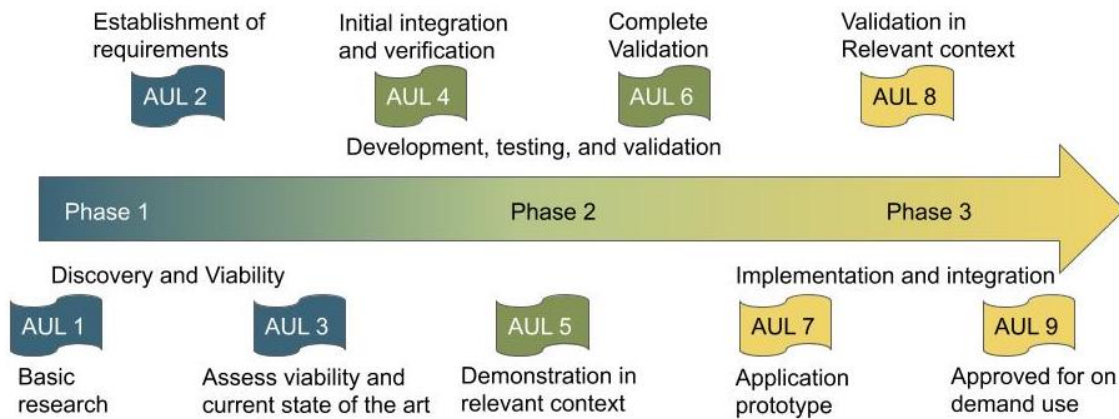 Establishment of
requirements
Initial integration
and verification
Complete
Validation
Validation in
Relevant context
AUL 2
AUL 4
AUL 6
AUL 8
Development, testing, and validation
Phase 1
Phase 2
Phase 3
Discovery and Viability
Implementation and integration
AUL 1
AUL 3
AUL 5
AUL 7
AUL 9
Basic
research
Assess viability and
current state of the art
Demonstration in
relevant context
Application
prototype
Approved for on
demand use